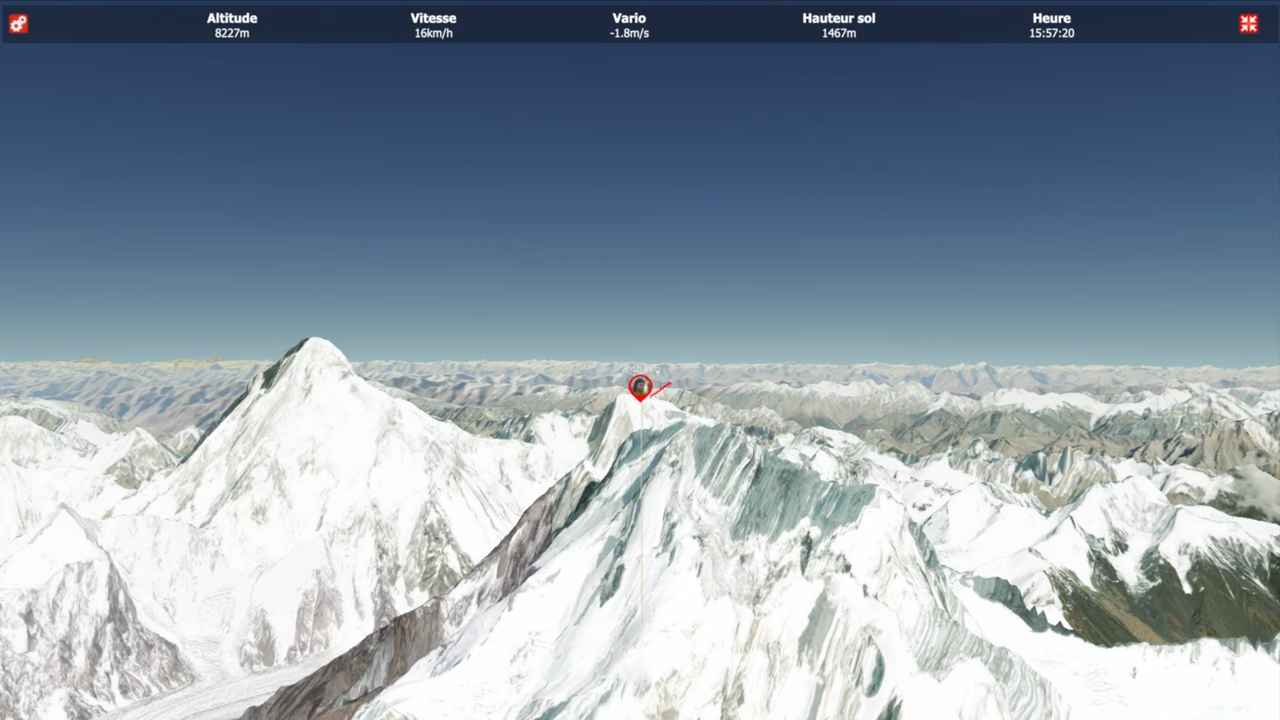 Altitude
8227m
Vitesse
16km/h
Vario
-1.8m/s
Hauteur sol
1467m
Heure
15:57:20